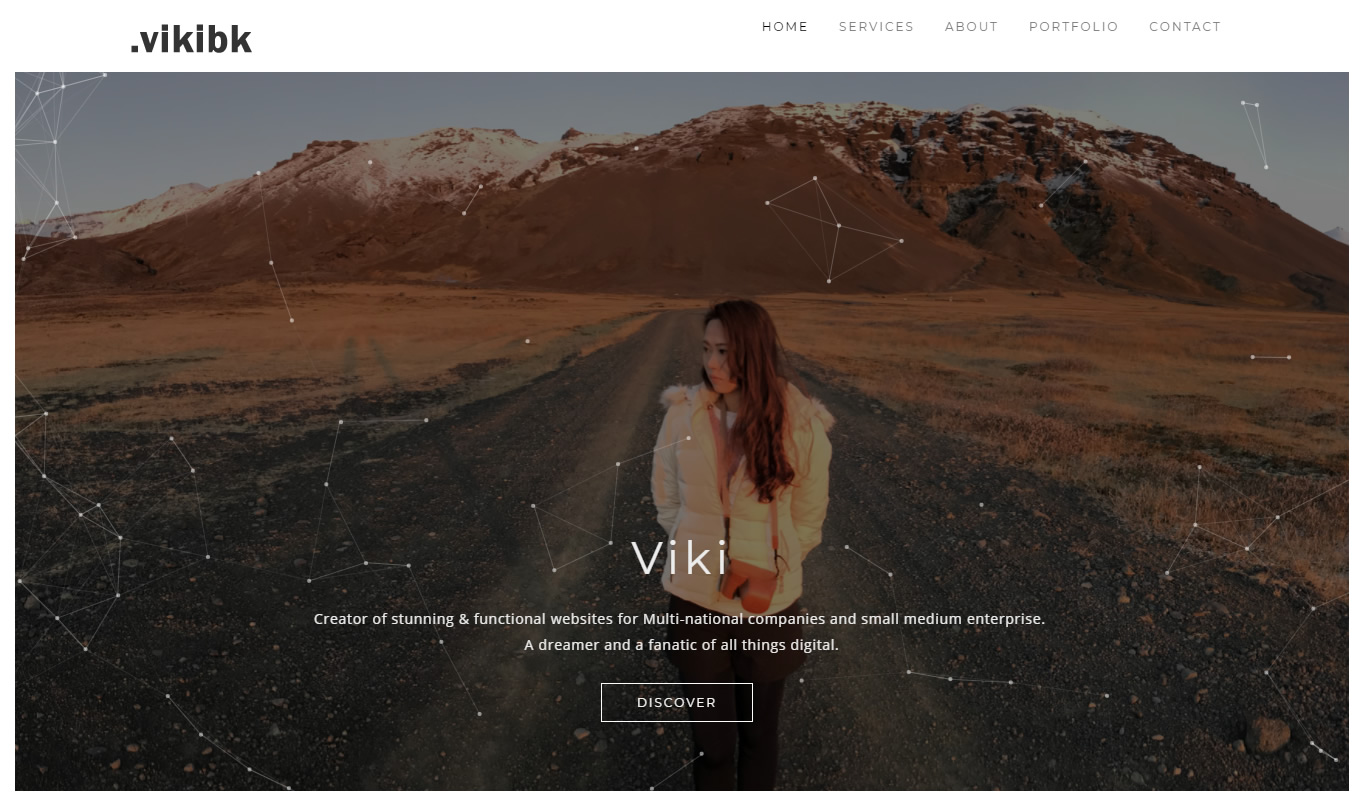 .vikibk
HOME SERVICES ABOUT PORTFOLIO CONTACT
Viki
Creator of stunning & functional websites for Multi-national companies and small medium enterprise.
A dreamer and a fanatic of all things digital.
DISCOVER